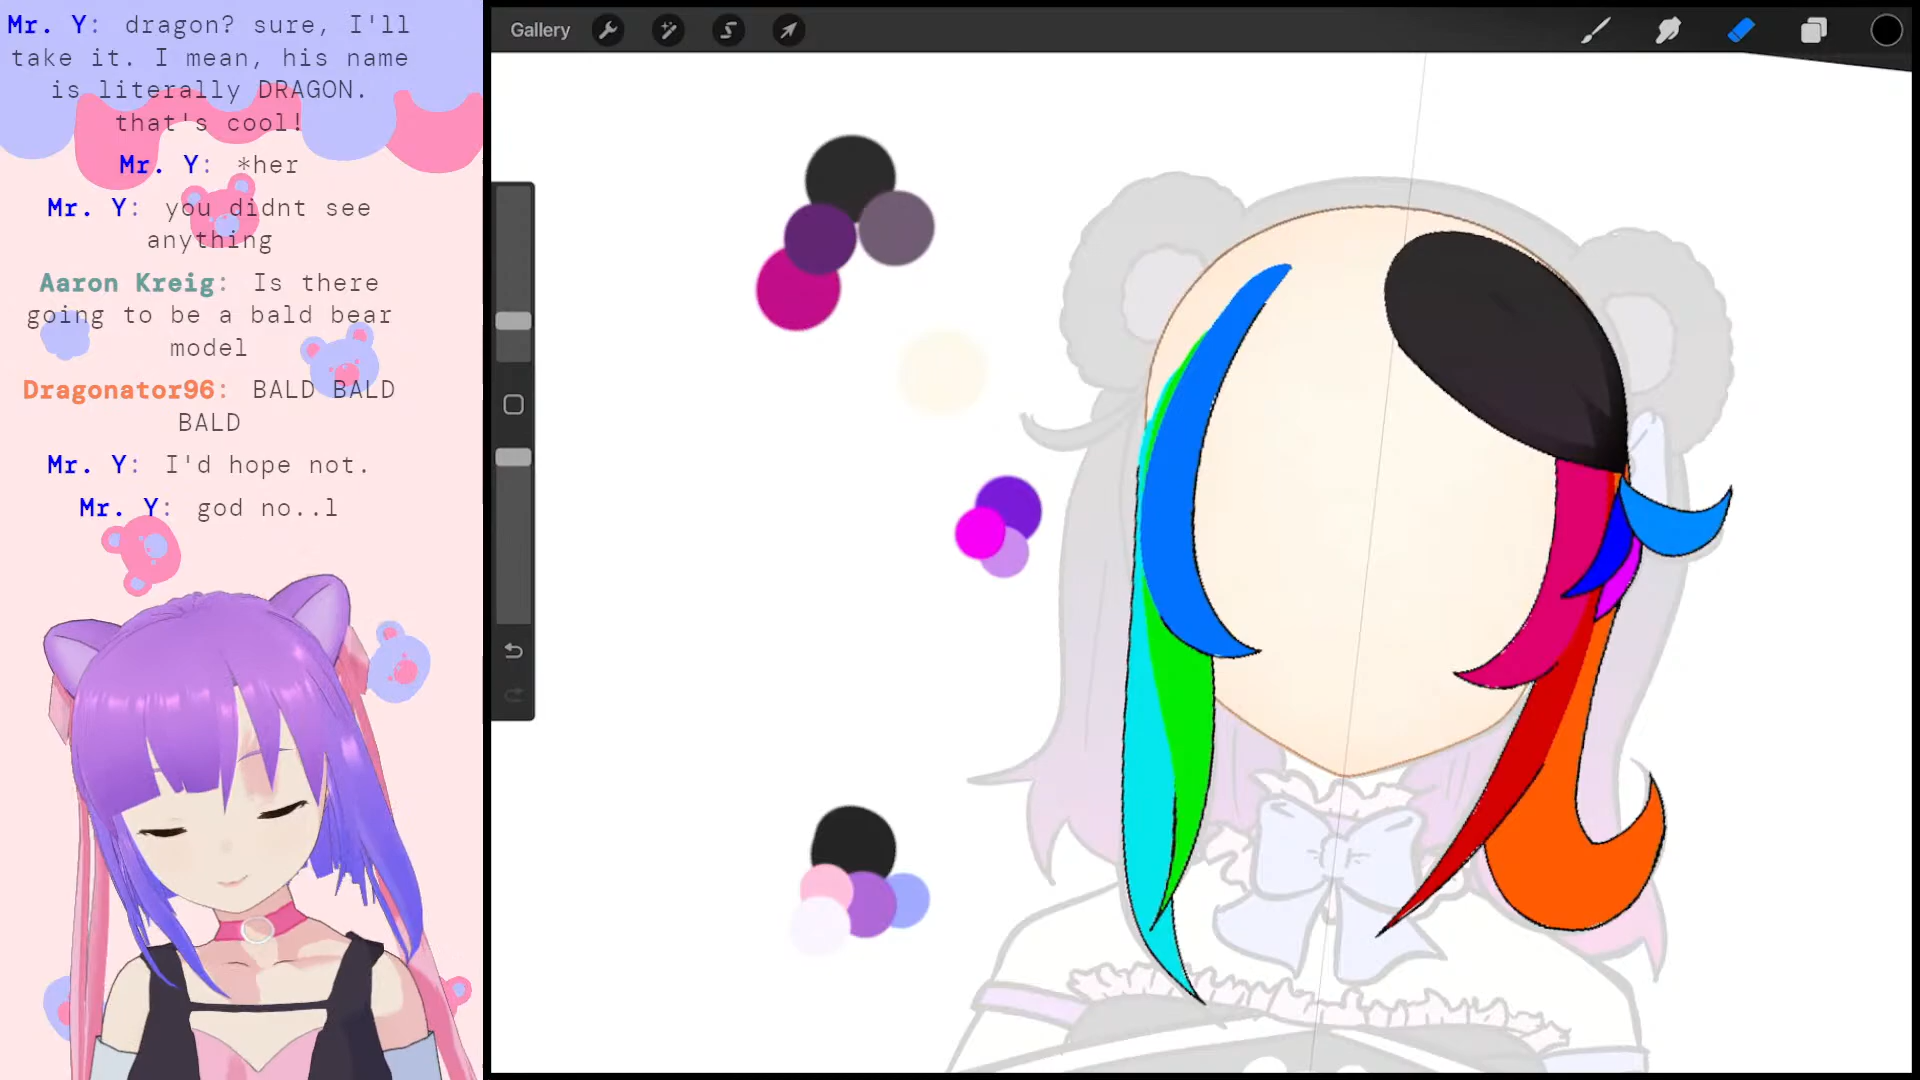 Mr. Y: dragon? sure, I'll
take it. I mean, his name
is literally DRAGON.
that's cool!
Mr. Y: *her
Mr. Y: you didnt see
anything
Aaron Kreig: Is there
going to be a bald bear
model
Dragonator96: BALD BALD
BALD
Mr. Y: I'd hope not.
Mr. Y: god no..l
Gallery